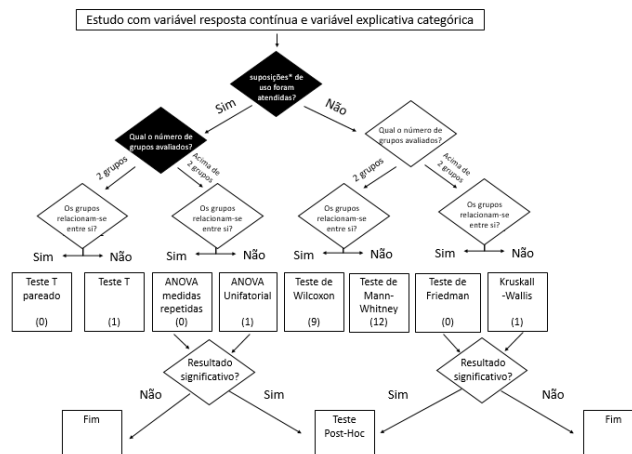 Estudo com variável resposta contínua e variável explicativa categórica
suposições* de
uso foram
atendidas?
Sim
Não
Qual o número de
grupos avaliados?
Qual o número de
grupos avaliados?
2 grupos
Acima de
2 grupos
2 grupos
Acima de
2 grupos
Os grupos
relacionam-se
entre si?
Os grupos
relacionam-se
entre si?
Os grupos
relacionam-se
entre si?
Os grupos
relacionam-se
entre si?
Sim
Não
Sim
Não
Sim
Não
Sim
Não
Teste T
pareado
(0)
Teste T
(1)
ANOVA
medidas
repetidas
(0)
ANOVA
Unifatorial
(1)
Teste de
Wilcoxon
(9)
Teste de
Mann-
Whitney
(12)
Teste de
Friedman
(0)
Kruskall
-Wallis
(1)
Resultado
significativo?
Resultado
significativo?
Não
Sim
Sim
Não
Fim
Teste
Post-Hoc
Fim